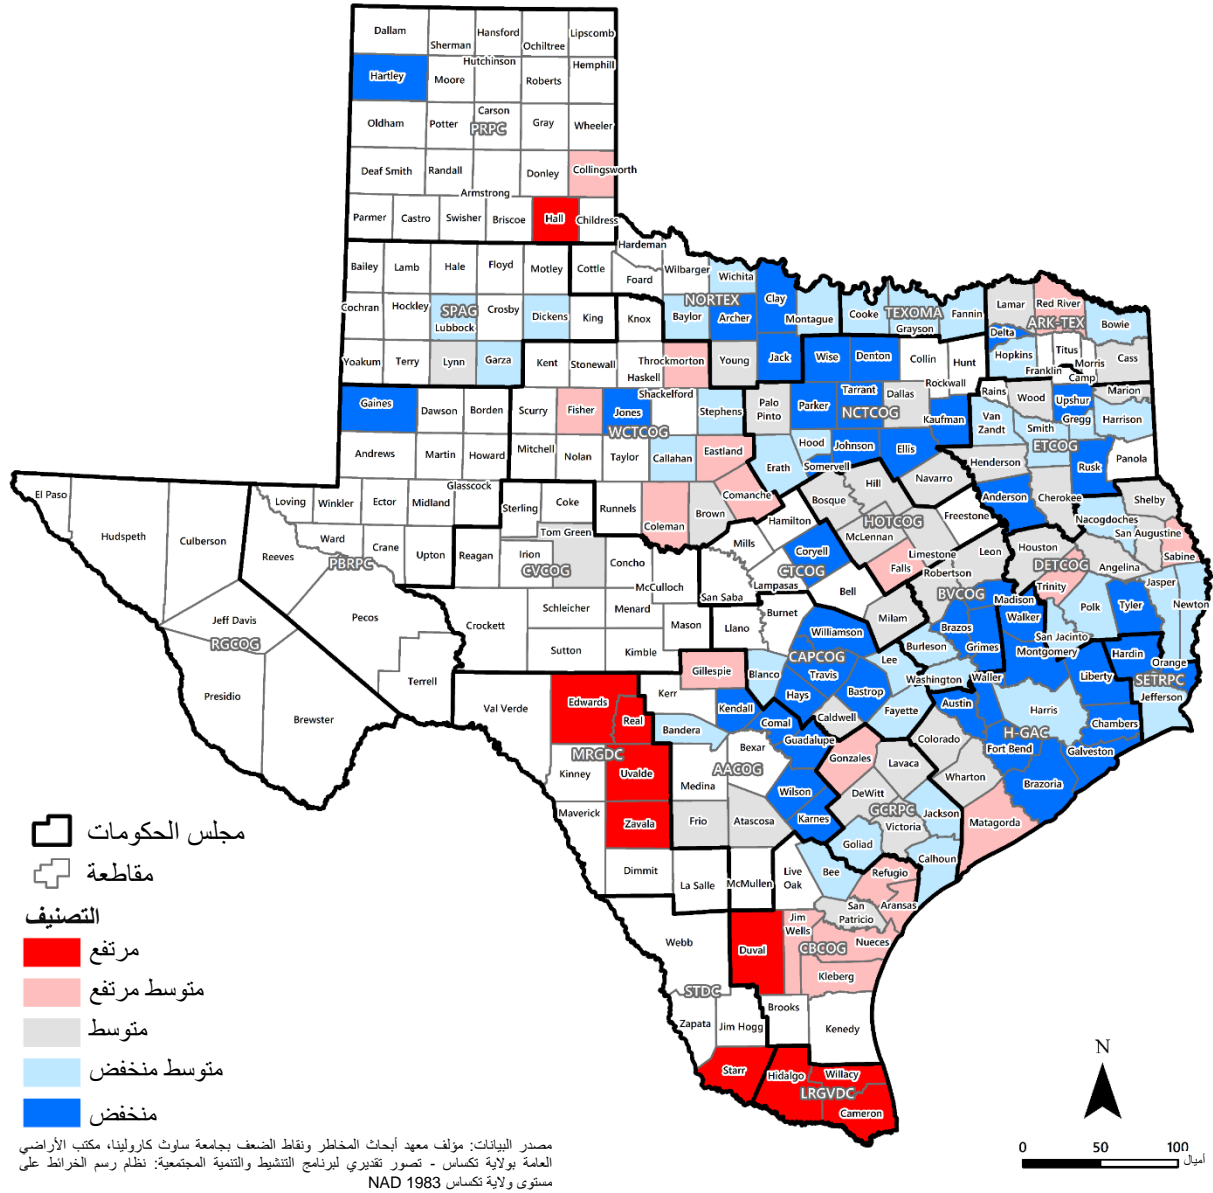 Dallam
Sherman
Hansford
Ochiltree
Lipscomb
Hartley
Moore
Hutchinson
Roberts
Hemphill
Oldham
Potter
Carson
PRPC
Gray
Wheeler
Deaf Smith
Randall
Armstrong
Donley
Collingsworth
Parmer
Castro
Swisher
Briscoe
Hall
Childress
Bailey
Lamb
Hale
Floyd
Motley
Cottle
Hardeman
Foard
Wilbarger
Wichita
Clay
Cochran
Hockley
SPAG
Lubbock
Crosby
Dickens
King
Knox
NORTEX
Baylor
Archer
Montague
Cooke
TEXOMA
Grayson
Fannin
Lamar
Red River
ARK-TEX
Bowie
Delta
Yoakum
Terry
Lynn
Garza
Kent
Stonewall
Haskell
Throckmorton
Young
Jack
Wise
Denton
Collin
Hunt
Hopkins
Franklin
Titus
Morris
Cass
Camp
Gaines
Dawson
Borden
Scurry
Fisher
Jones
Shackelford
WCTCOG
Stephens
Palo
Pinto
Parker
Tarrant
NCTCOG
Dallas
Rockwall
Kaufman
Rains
Wood
Upshur
Marion
Van
Zandt
Smith
Gregg
Harrison
ETCOG
Andrews
Martin
Howard
Mitchell
Nolan
Taylor
Callahan
Eastland
Erath
Hood
Somervell
Johnson
Ellis
Henderson
Rusk
Panola
El Paso
Hudspeth
Culberson
Loving
Winkler
Ector
Midland
Glasscock
Sterling
Coke
Runnels
Coleman
Brown
Comanche
Bosque
Hill
Navarro
Anderson
Cherokee
Shelby
Nacogdoches
San Augustine
Sabine
Ward
Reeves
PBRPC
Crane
Upton
Reagan
Irion
Tom Green
CVCOG
Concho
McCulloch
San Saba
Mills
Hamilton
Lampasas
Coryell
CTCOG
Bell
HOTCOG
McLennan
Limestone
Freestone
Falls
Robertson
Leon
Houston
DETCOG
Trinity
Angelina
Jasper
Newton
Jeff Davis
RGCOG
Pecos
Terrell
Presidio
Brewster
Crockett
Schleicher
Menard
Mason
Sutton
Kimble
Llano
Burnet
Williamson
Milam
BVCOG
Brazos
Madison
Grimes
Walker
San Jacinto
Polk
Tyler
Montgomery
Hardin
Orange
SETRPC
Jefferson
Liberty
Val Verde
Edwards
Real
Kerr
Gillespie
Kendall
Bandera
Blanco
CAPCOG
Travis
Hays
Bastrop
Lee
Burleson
Washington
Waller
Fayette
Austin
Harris
H-GAC
Chambers
Galveston
Fort Bend
Brazoria
MRGDC
Kinney
Uvalde
Medina
Bexar
AACOG
Comal
Guadalupe
Caldwell
Wilson
Karnes
Gonzales
Lavaca
Colorado
Wharton
Matagorda
DeWitt
GCRPC
Victoria
Jackson
Goliad
Calhoun
Maverick
Zavala
Frio
Atascosa
Dimmit
La Salle
McMullen
Live
Oak
Bee
Refugio
Aransas
San
Patricio
Webb
Duval
Jim
Wells
CBCOG
Nueces
Kleberg
STDC
Zapata
Jim Hogg
Brooks
Kenedy
Starr
Hidalgo
Willacy
LRGVDC
Cameron
مجلس الحكومات
مقاطعة
التصنيف
مرتفع
متوسط مرتفع
متوسط
متوسط منخفض
منخفض
مصدر البيانات: مؤلف معهد أبحاث المخاطر ونقاط الضعف بجامعة ساوث كارولينا، مكتب الأراضي
العامة بولاية تكساس - تصور تقديري لبرنامج التنشيط والتنمية المجتمعية: نظام رسم الخرائط على
مستوى ولاية تكساس NAD 1983
N
0 50 100
أميال